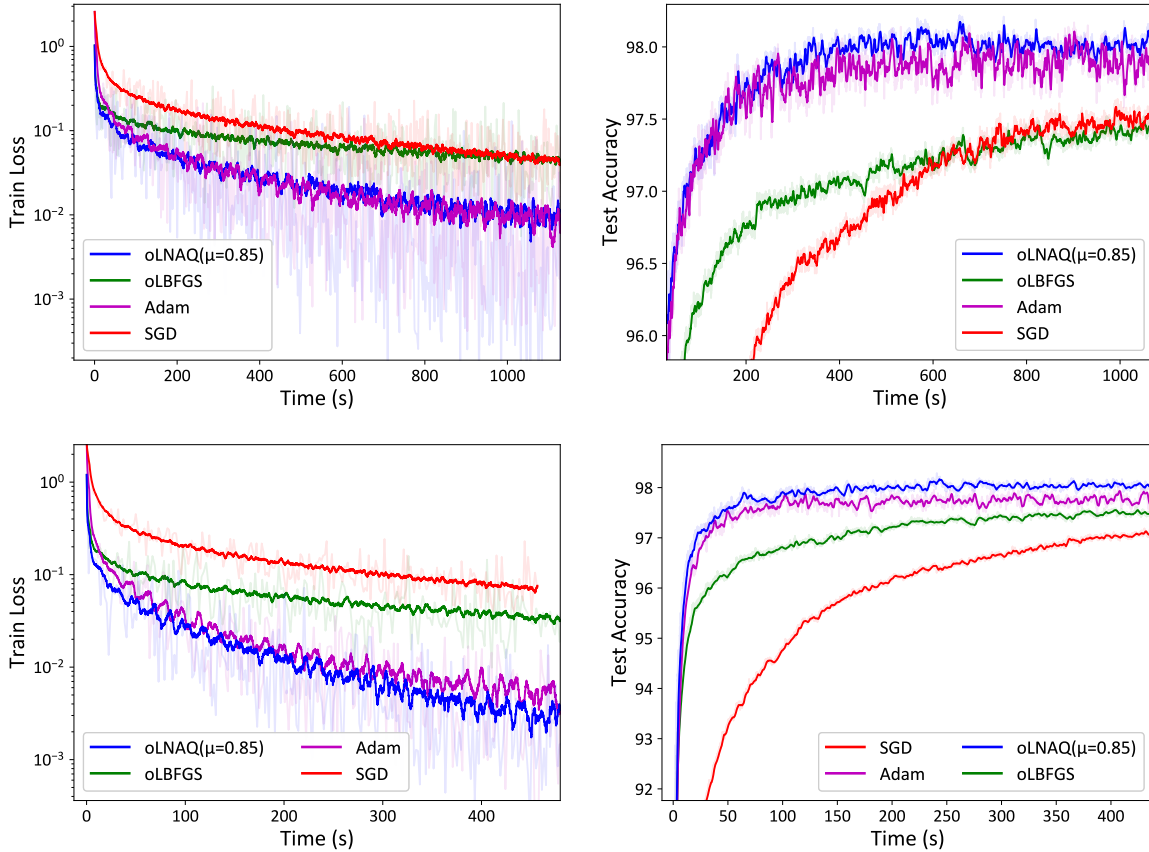 Train Loss
10⁰
10⁻¹
10⁻²
10⁻³
oLNAQ(μ=0.85)
oLBFGS
Adam
SGD
0 200 400 600 800 1000
Time (s)
Test Accuracy
98.0
97.5
97.0
96.5
96.0
oLNAQ(μ=0.85)
oLBFGS
Adam
SGD
200 400 600 800 1000
Time (s)
Train Loss
10⁰
10⁻¹
10⁻²
10⁻³
oLNAQ(μ=0.85) Adam
oLBFGS SGD
0 100 200 300 400
Time (s)
Test Accuracy
98
97
96
95
94
93
92
SGD oLNAQ(μ=0.85)
Adam oLBFGS
0 50 100 150 200 250 300 350 400
Time (s)